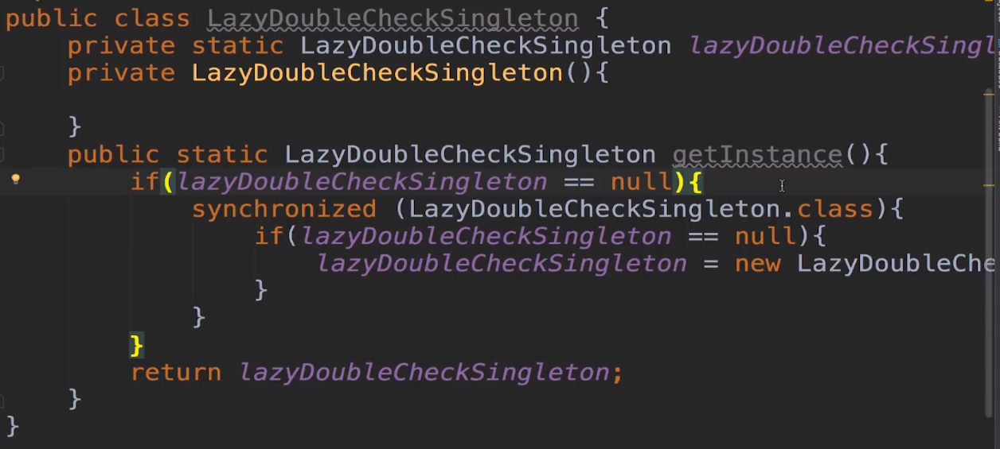 public class LazyDoubleCheckSingleton {
    private static LazyDoubleCheckSingleton lazyDoubleCheckSingl
    private LazyDoubleCheckSingleton(){

    }
    public static LazyDoubleCheckSingleton getInstance(){
        if(lazyDoubleCheckSingleton == null){
            synchronized (LazyDoubleCheckSingleton.class){
                if(lazyDoubleCheckSingleton == null){
                    lazyDoubleCheckSingleton = new LazyDoubleChe
                }
            }
        }
        return lazyDoubleCheckSingleton;
    }
}